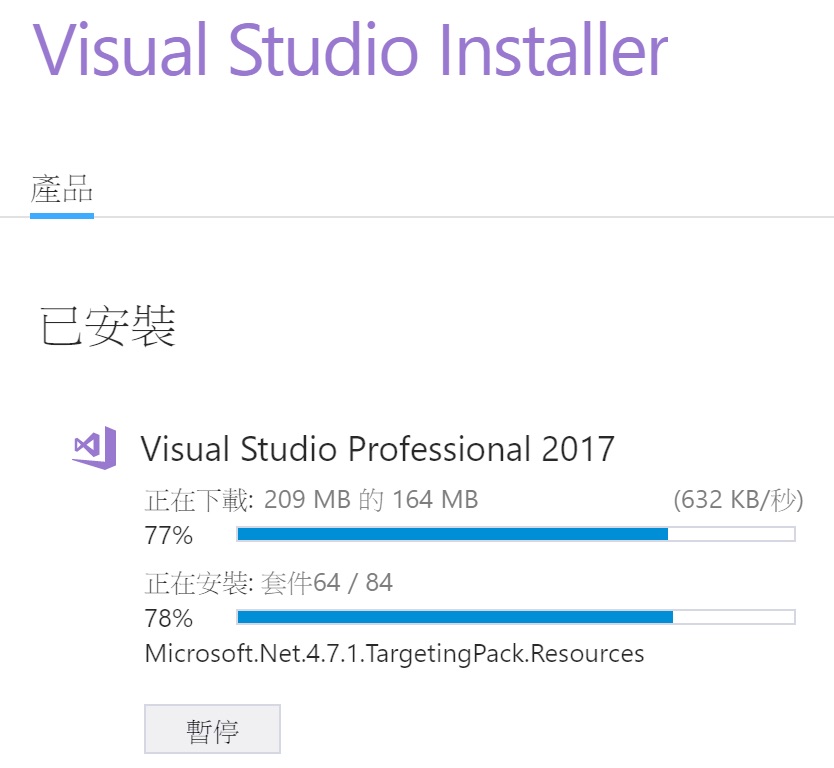 Visual Studio Installer
產品
已安裝
Visual Studio Professional 2017
正在下載: 209 MB 的 164 MB (632 KB/秒)
77%
正在安裝: 套件64 / 84
78%
Microsoft.Net.4.7.1.TargetingPack.Resources
暫停